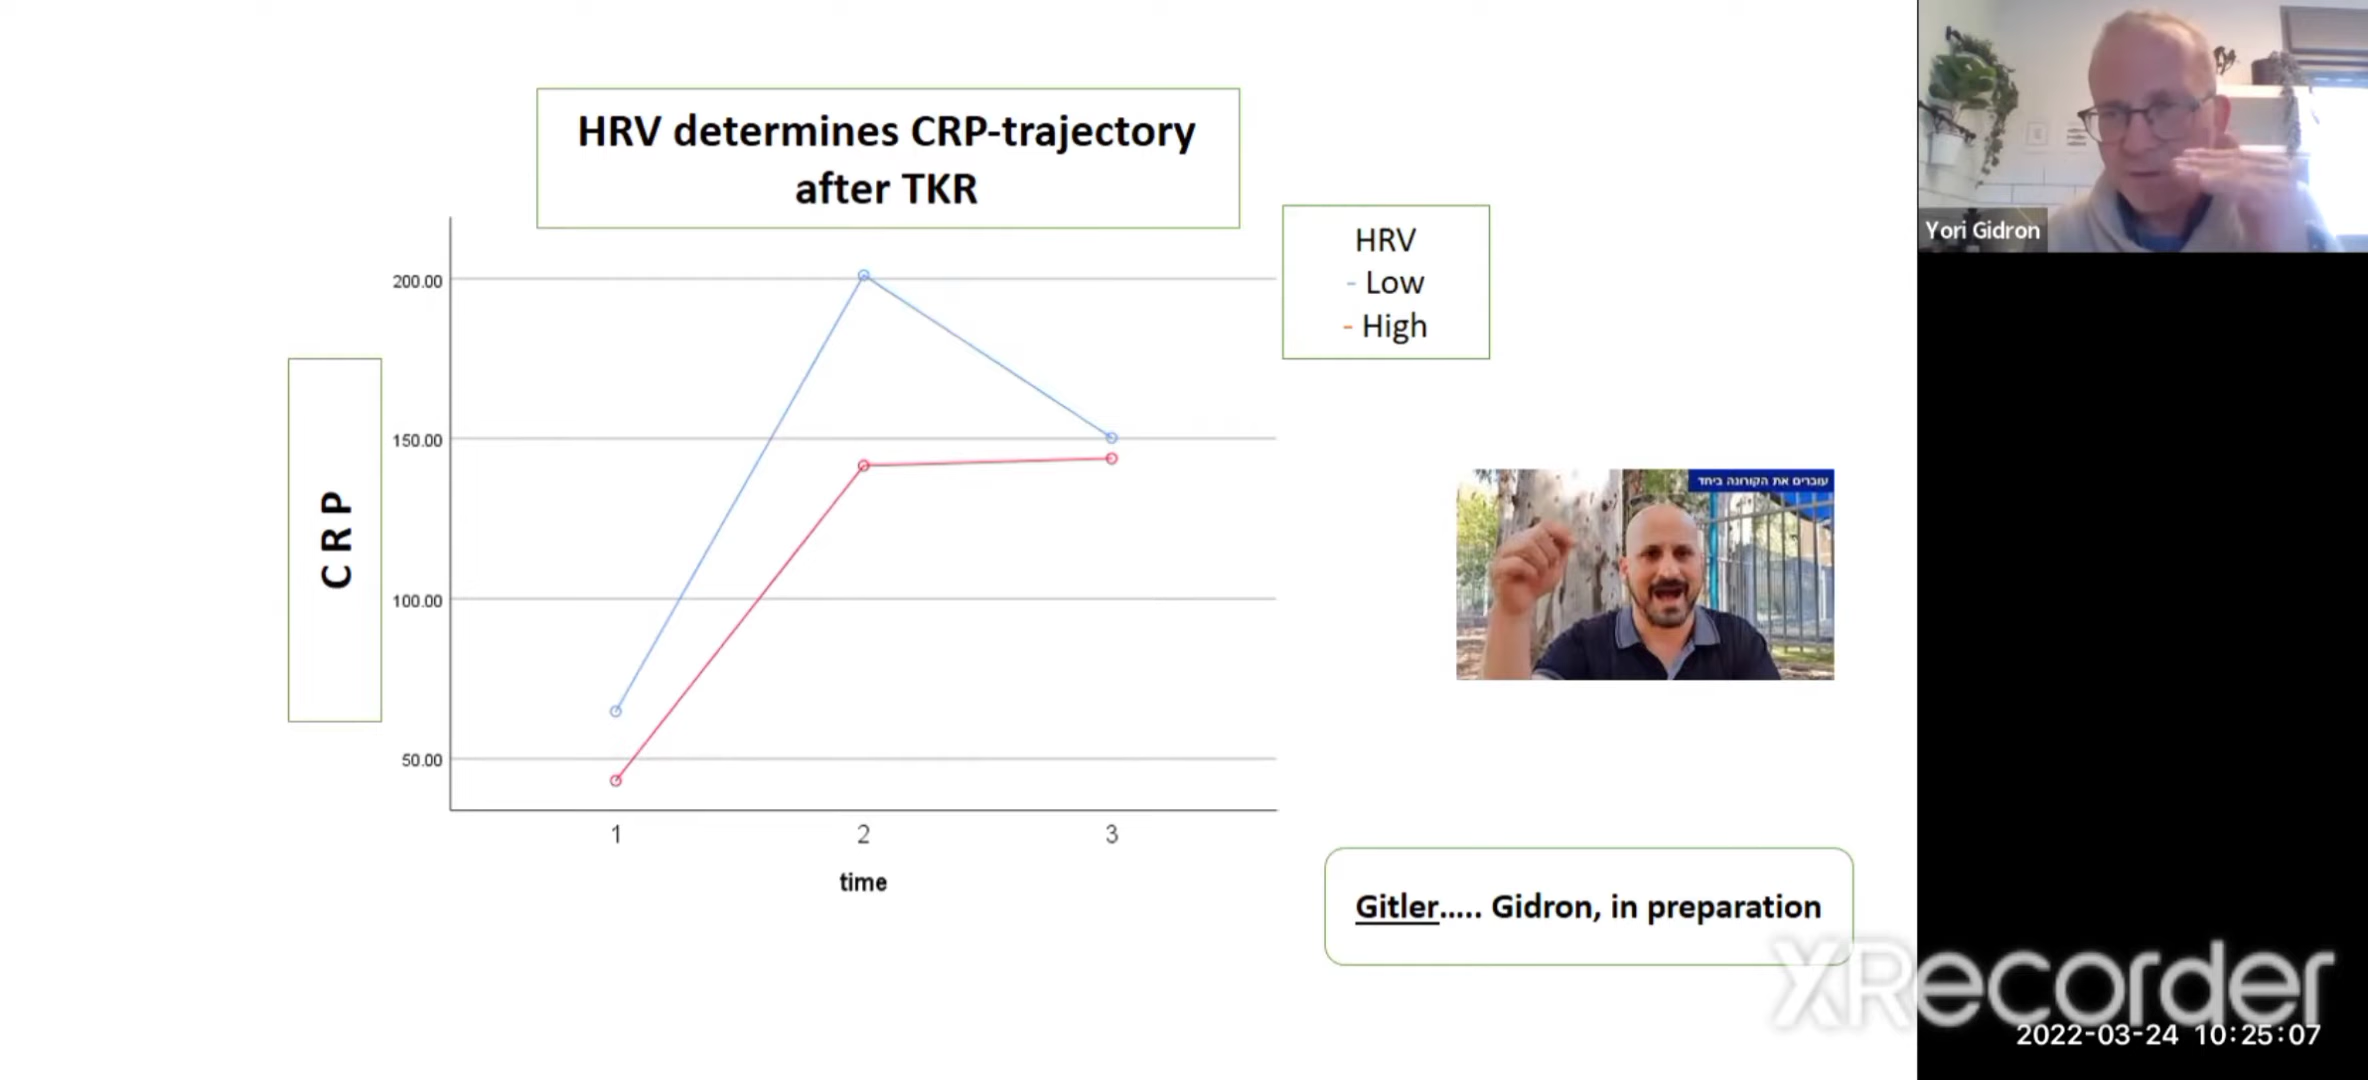 HRV determines CRP-trajectory
after TKR
HRV
- Low
- High
200.00
150.00
100.00
50.00
CRP
1 2 3
time
עוברים את הקורונה ביחד
Gitler..... Gidron, in preparation
Yori Gidron
XRecorder
2022-03-24 10:25:07